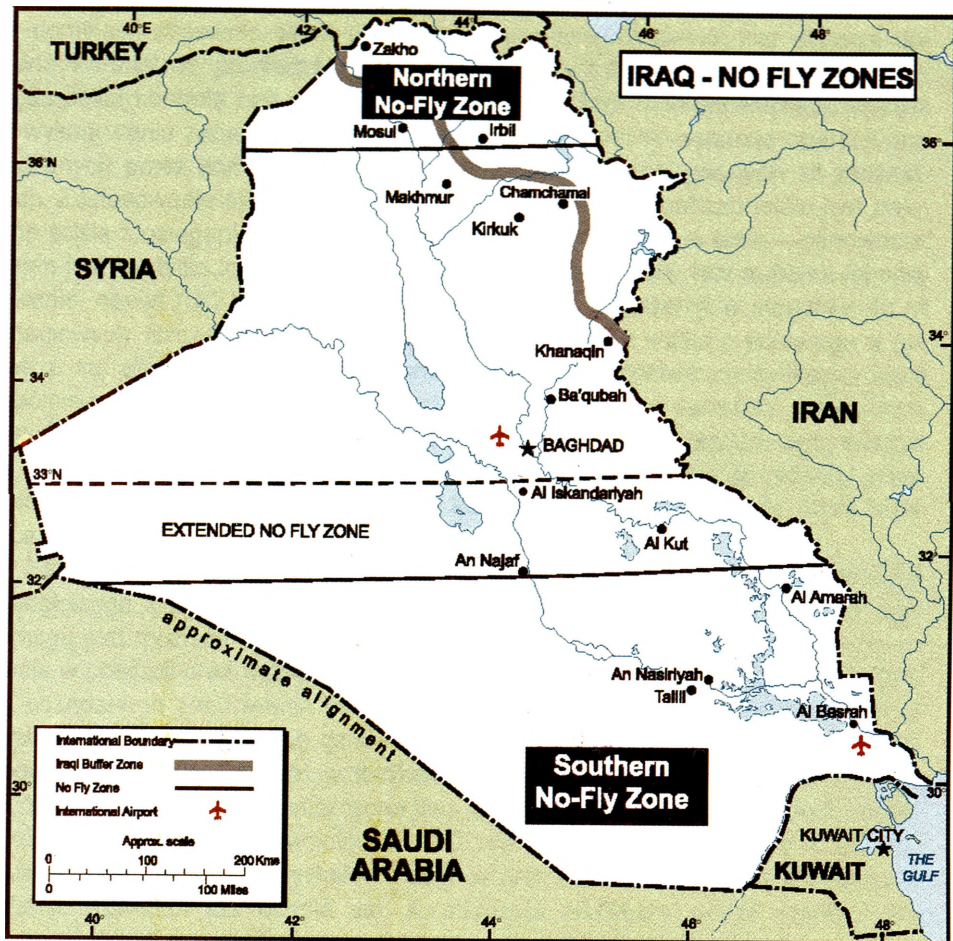 40°E
42°
44°
46°
48°
TURKEY
Zakho
IRAQ - NO FLY ZONES
Northern
No-Fly Zone
Mosul
Irbil
36°N
36°
Makhmur
Chamchamal
Kirkuk
SYRIA
Khanaqin
34°
34°
Ba'qubah
IRAN
BAGHDAD
33°N
Al Iskandariyah
EXTENDED NO FLY ZONE
Al Kut
An Najaf
32°
32°
Al Amarah
approximate alignment
An Nasiriyah
Talill
Al Basrah
International Boundary
Iraqi Buffer Zone
No Fly Zone
International Airport
Approx. scale
0 100 200 Kms
0 100 Miles
Southern
No-Fly Zone
30°
30°
SAUDI
ARABIA
KUWAIT CITY
KUWAIT
THE
GULF
40°
42°
44°
46°
48°